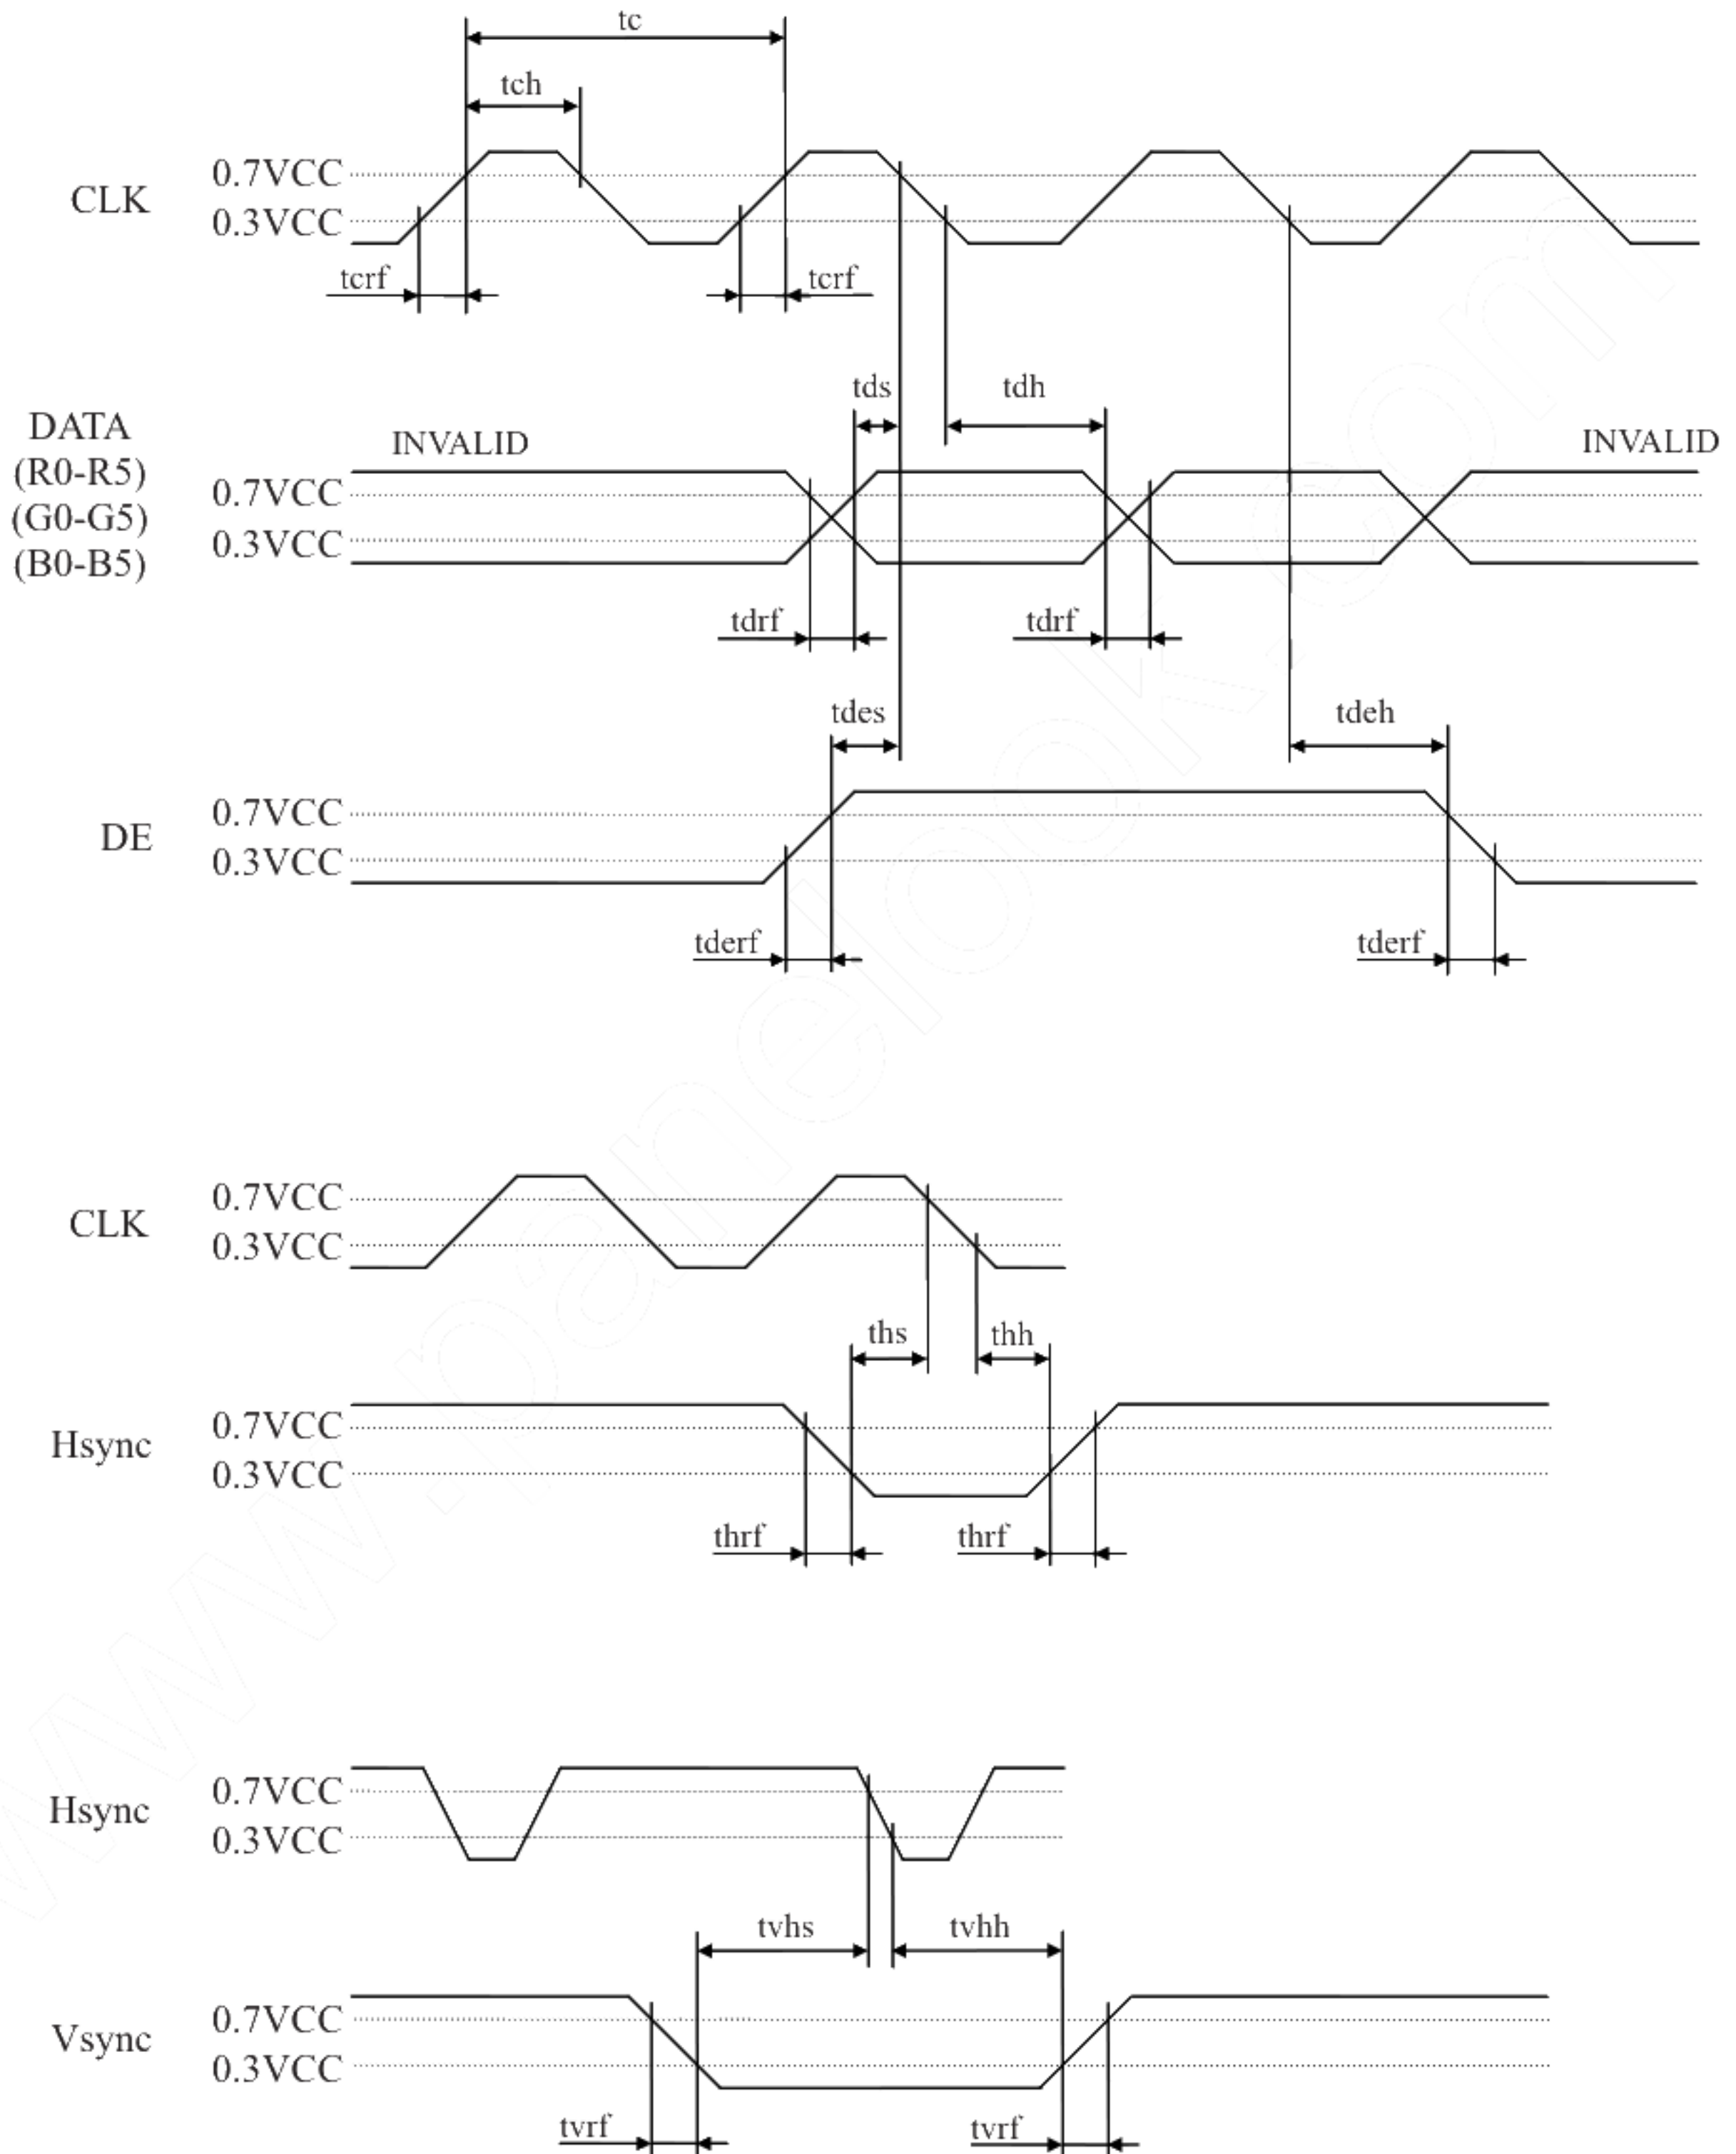 tc
tch
0.7VCC
CLK
0.3VCC
tcrf
tcrf
tds
tdh
DATA
(R0-R5)
(G0-G5)
(B0-B5)
INVALID
INVALID
0.7VCC
0.3VCC
tdrf
tdrf
tdes
tdeh
0.7VCC
DE
0.3VCC
tderf
tderf
0.7VCC
CLK
0.3VCC
ths
thh
0.7VCC
Hsync
0.3VCC
thrf
thrf
0.7VCC
Hsync
0.3VCC
tvhs
tvhh
0.7VCC
Vsync
0.3VCC
tvrf
tvrf
www.panelook.com